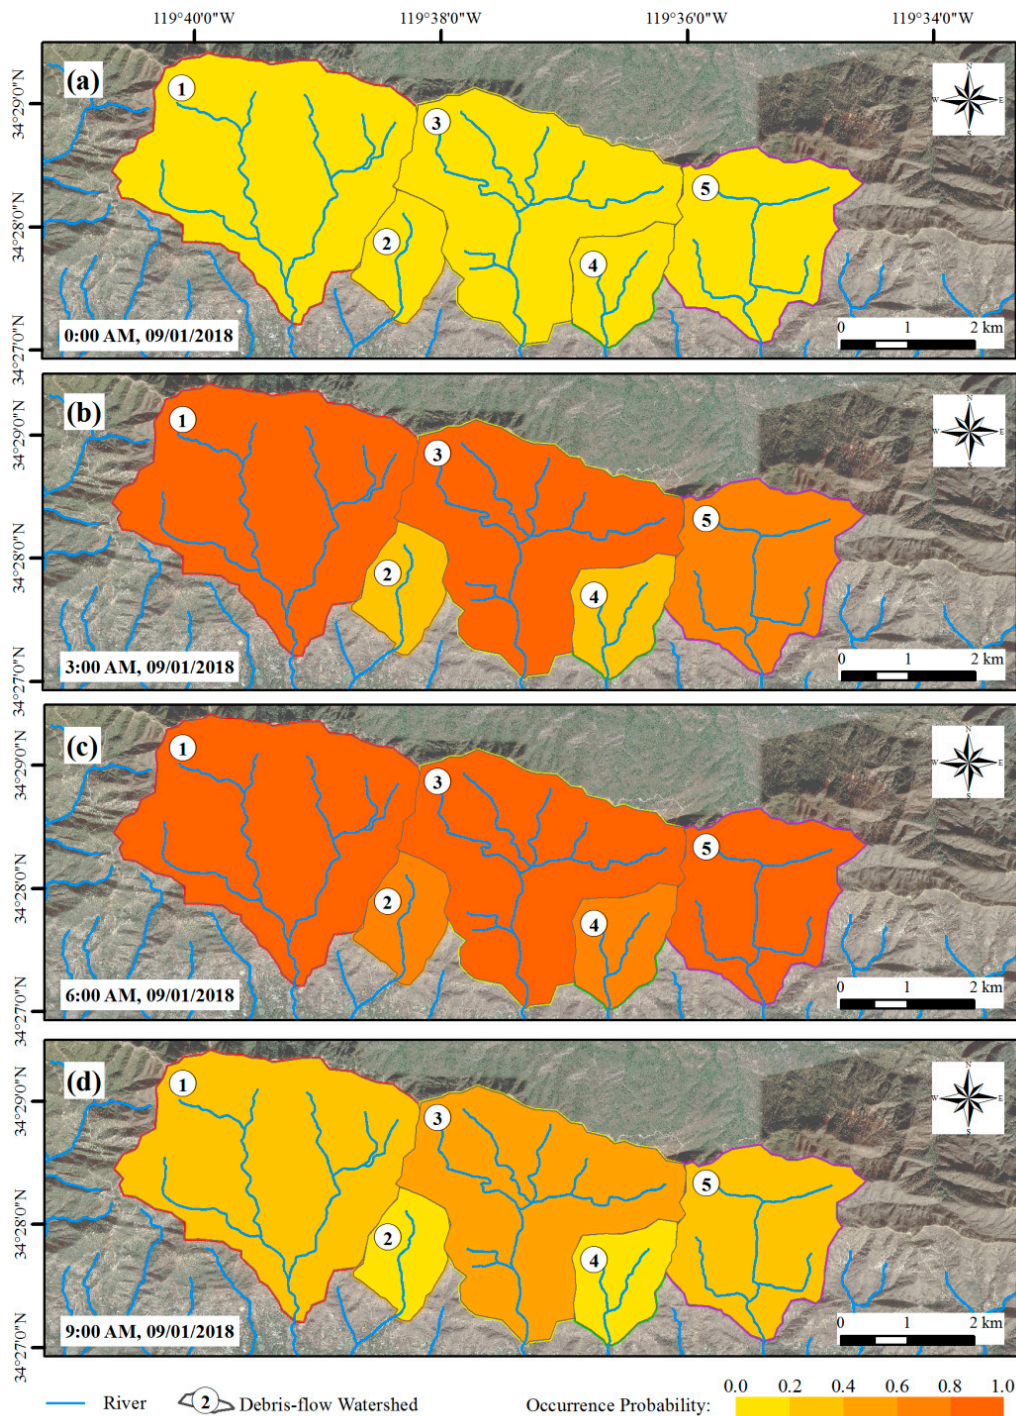 119°40'0"W 119°38'0"W 119°36'0"W 119°34'0"W
(a)
1
2
3
4
5
N
W E
S
34°29'0"N
34°28'0"N
34°27'0"N
0:00 AM, 09/01/2018
0 1 2 km
(b)
1
2
3
4
5
N
W E
S
34°29'0"N
34°28'0"N
34°27'0"N
3:00 AM, 09/01/2018
0 1 2 km
(c)
1
2
3
4
5
N
W E
S
34°29'0"N
34°28'0"N
34°27'0"N
6:00 AM, 09/01/2018
0 1 2 km
(d)
1
2
3
4
5
N
W E
S
34°29'0"N
34°28'0"N
34°27'0"N
9:00 AM, 09/01/2018
0 1 2 km
River 2 Debris-flow Watershed Occurrence Probability: 0.0 0.2 0.4 0.6 0.8 1.0